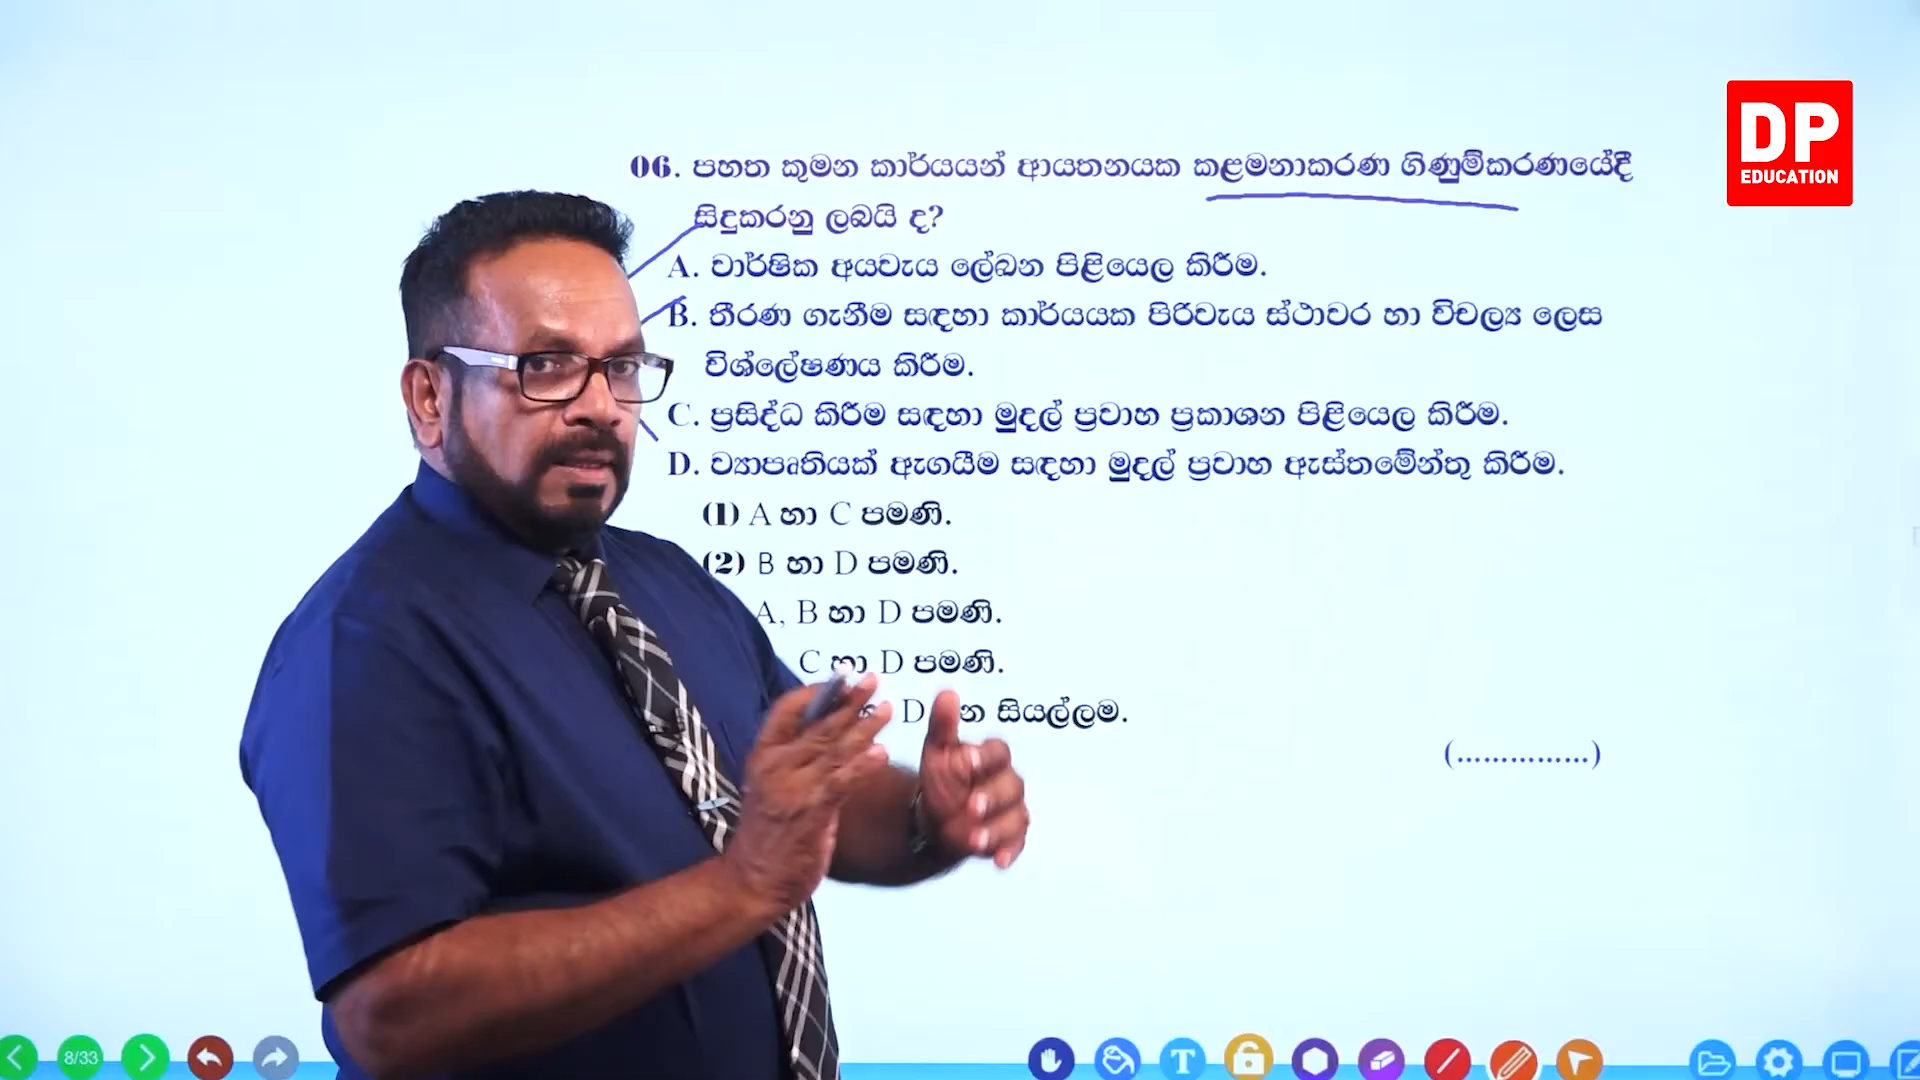 DP
EDUCATION
06. පහත කුමන කාර්යයන් ආයතනයක කළමනාකරණ ගිණුම්කරණයේදී
සිදුකරනු ලබයි ද?
A. වාර්ෂික අයවැය ලේඛන පිළියෙල කිරීම.
B. තීරණ ගැනීම සඳහා කාර්යයක පිරිවැය ස්ථාවර හා විචල්‍ය ලෙස
විශ්ලේෂණය කිරීම.
C. ප්‍රසිද්ධ කිරීම සඳහා මුදල් ප්‍රවාහ ප්‍රකාශන පිළියෙල කිරීම.
D. ව්‍යාපෘතියක් ඇගයීම සඳහා මුදල් ප්‍රවාහ ඇස්තමේන්තු කිරීම.
(1) A හා C පමණි.
(2) B හා D පමණි.
A, B හා D පමණි.
C හා D පමණි.
D සියල්ලම.
(...............)
8/33
T